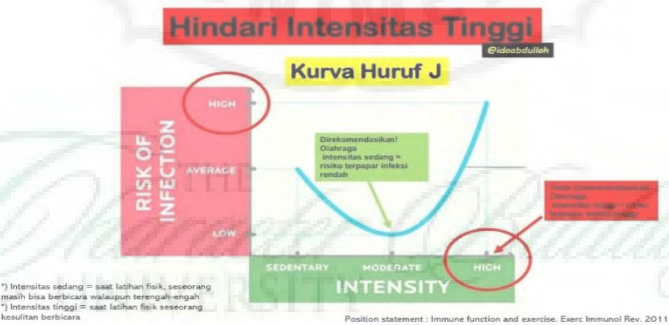 Hindari Intensitas Tinggi
@idoabdullah
Kurva Huruf J
HIGH
AVERAGE
LOW
RISK OF
INFECTION
Direkomendasikan!
Olahraga
intensitas sedang =
risiko terpapar infeksi
rendah
SEDENTARY
MODERATE
HIGH
INTENSITY
*) Intensitas sedang = saat latihan fisik, seseorang
masih bisa berbicara walaupun terengah-engah
*) Intensitas tinggi = saat latihan fisik seseorang
kesulitan berbicara
Position statement : Immune function and exercise. Exerc Immunol Rev. 2011
THE
UNIVERSITY